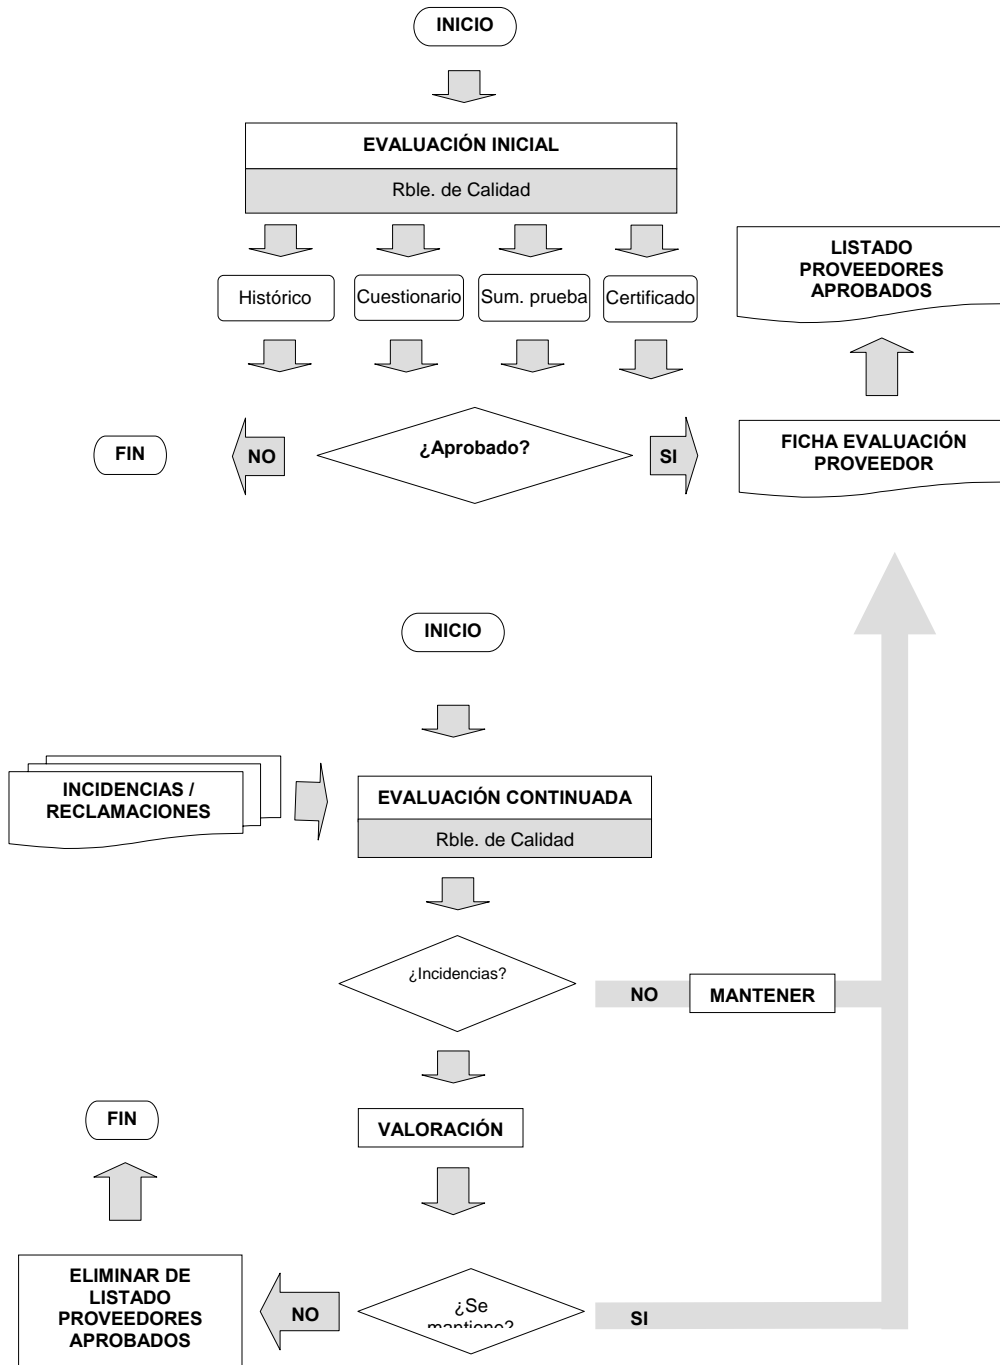 INICIO
EVALUACIÓN INICIAL
Rble. de Calidad
Histórico
Cuestionario
Sum. prueba
Certificado
LISTADO
PROVEEDORES
APROBADOS
FIN
NO
¿Aprobado?
SI
FICHA EVALUACIÓN
PROVEEDOR
INICIO
INCIDENCIAS /
RECLAMACIONES
EVALUACIÓN CONTINUADA
Rble. de Calidad
¿Incidencias?
NO
MANTENER
FIN
VALORACIÓN
ELIMINAR DE
LISTADO
PROVEEDORES
APROBADOS
NO
¿Se
mantiene?
SI